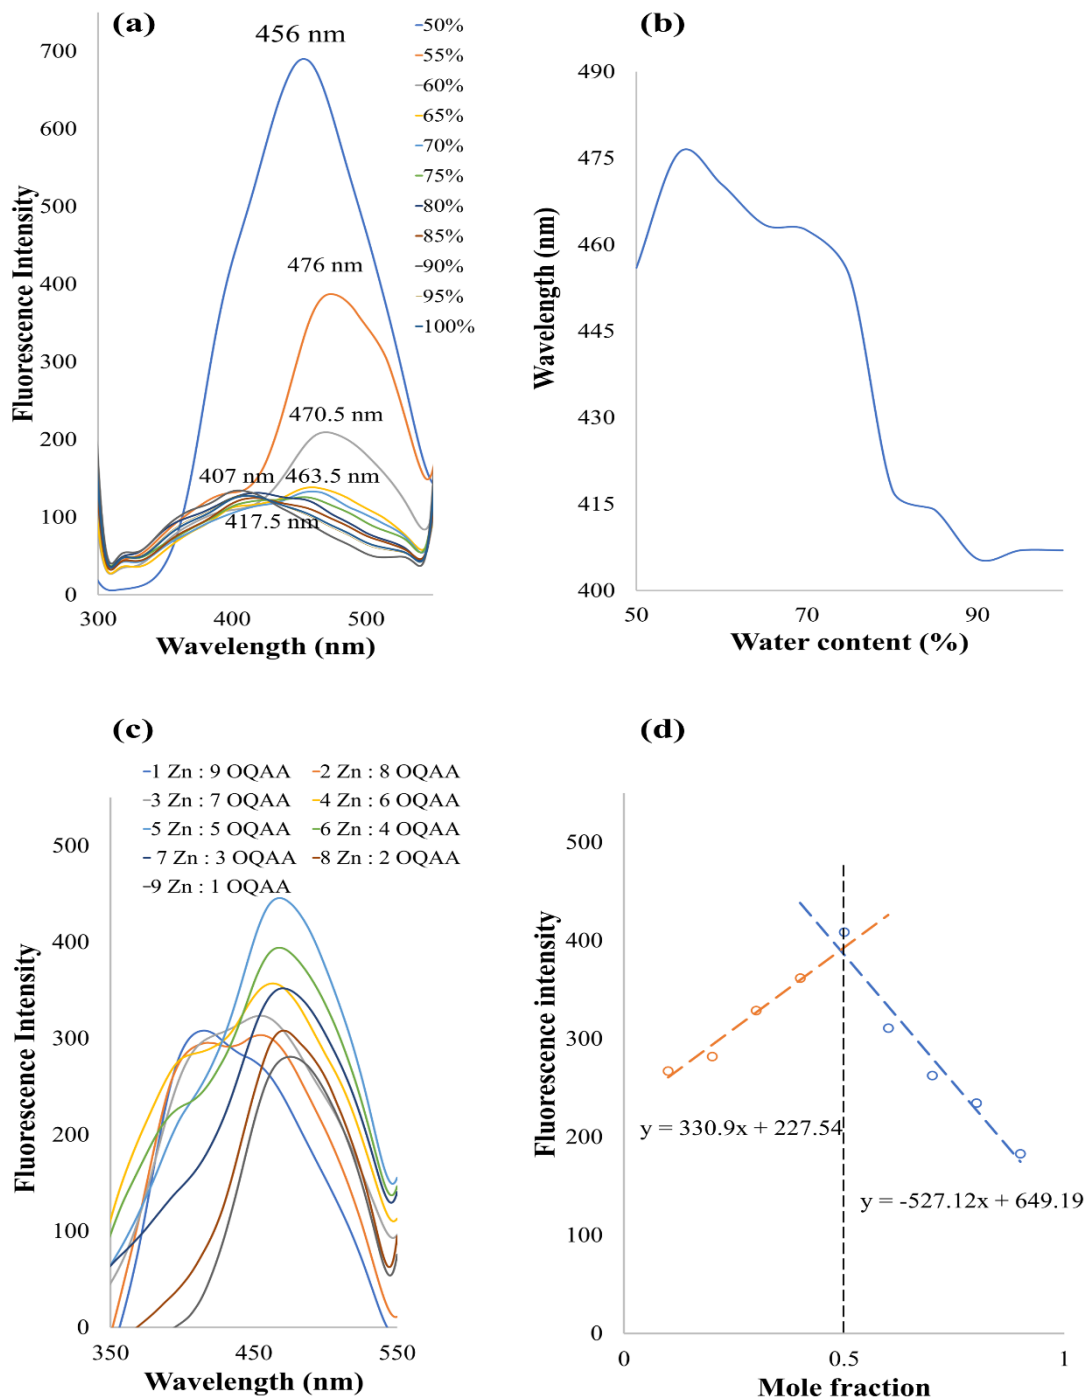 (a)
456 nm
476 nm
470.5 nm
407 nm
463.5 nm
417.5 nm
50%
55%
60%
65%
70%
75%
80%
85%
90%
95%
100%
700
600
500
400
300
200
100
0
300
400
500
Fluorescence Intensity
Wavelength (nm)
(b)
490
475
460
445
430
415
400
50
70
90
Wavelength (nm)
Water content (%)
(c)
1 Zn : 9 OQAA
2 Zn : 8 OQAA
3 Zn : 7 OQAA
4 Zn : 6 OQAA
5 Zn : 5 OQAA
6 Zn : 4 OQAA
7 Zn : 3 OQAA
8 Zn : 2 OQAA
9 Zn : 1 OQAA
500
400
300
200
100
0
350
450
550
Fluorescence Intensity
Wavelength (nm)
(d)
500
400
300
200
100
0
0
0.5
1
y = 330.9x + 227.54
y = -527.12x + 649.19
Fluorescence intensity
Mole fraction